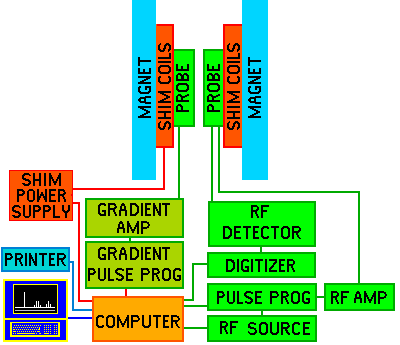 MAGNET
SHIM COILS
PROBE
PROBE
SHIM COILS
MAGNET
SHIM
POWER
SUPPLY
GRADIENT
AMP
RF
DETECTOR
PRINTER
GRADIENT
PULSE PROG
DIGITIZER
COMPUTER
PULSE PROG
RF AMP
RF SOURCE